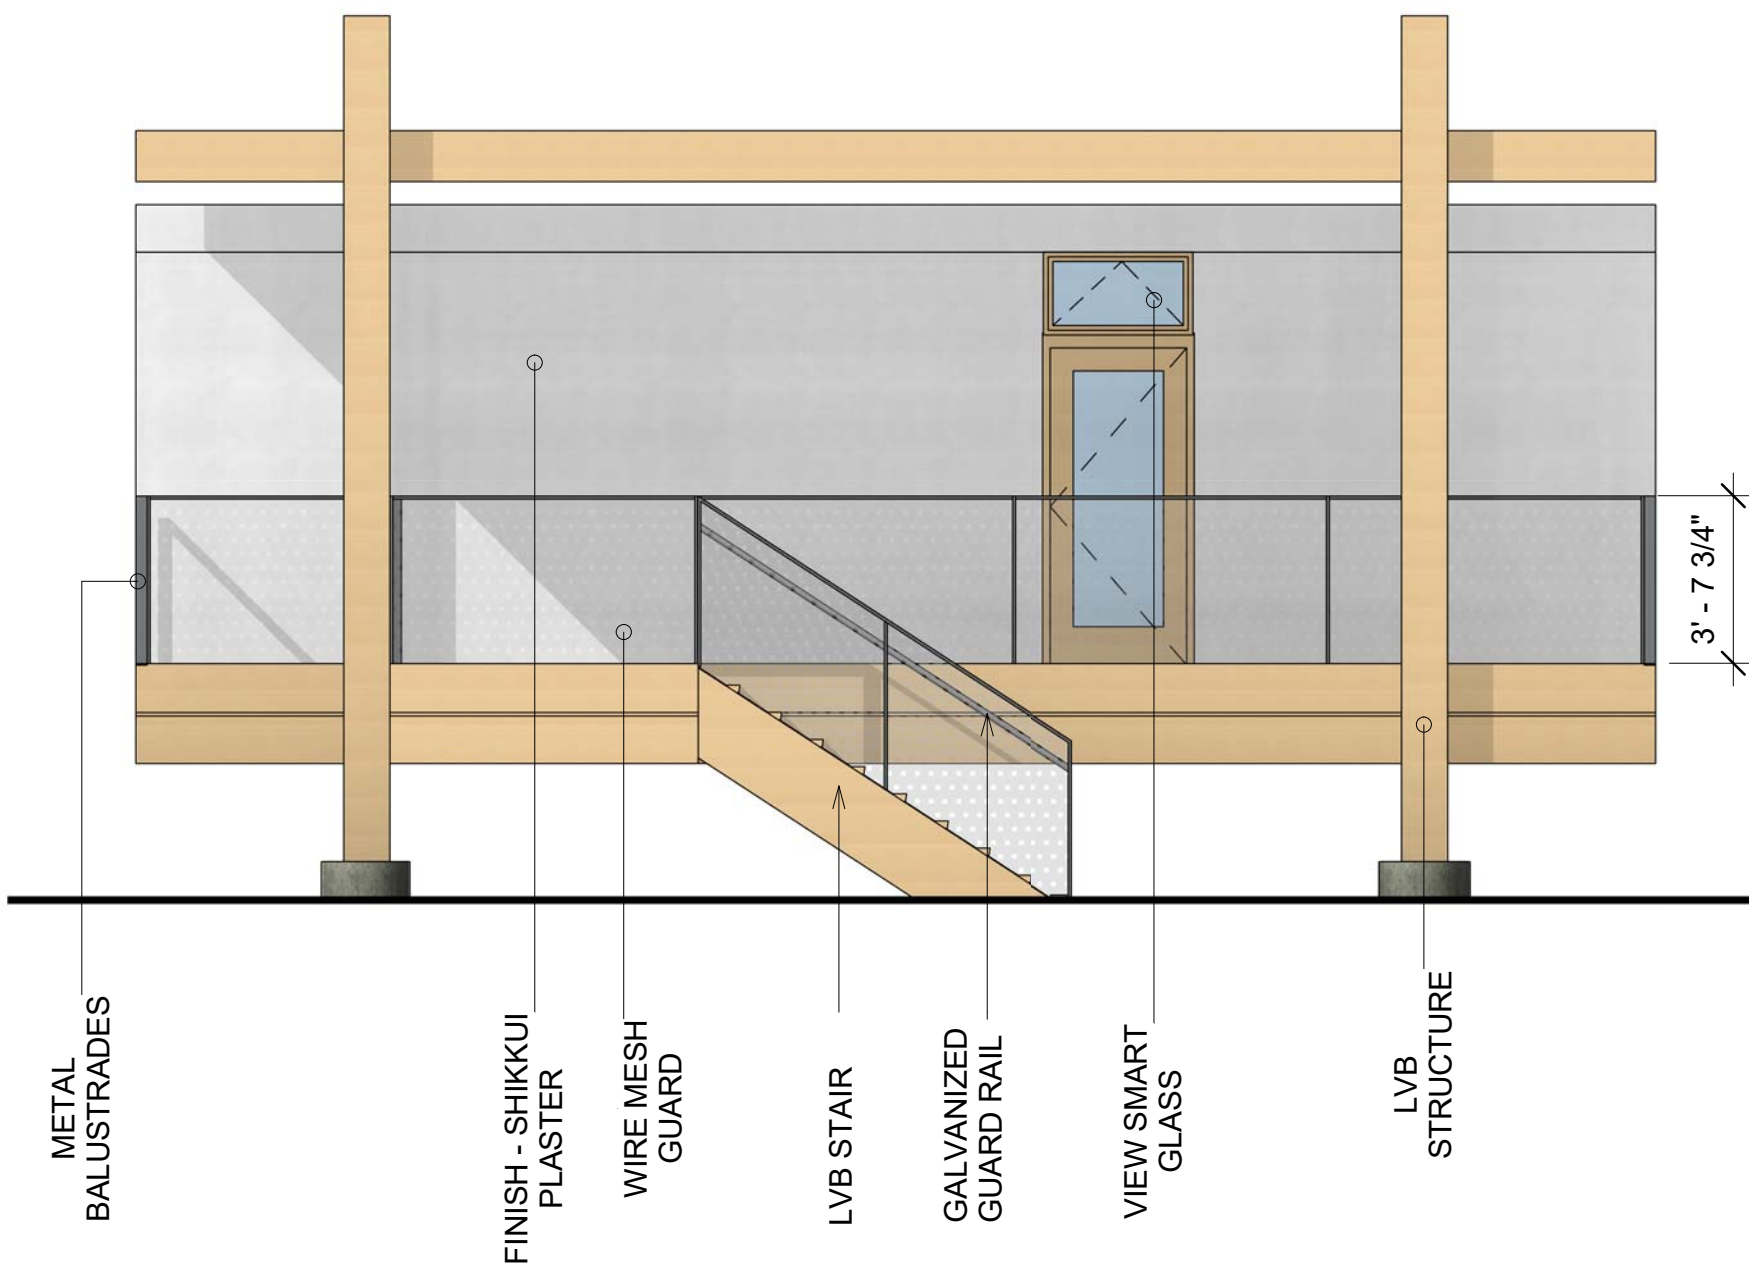 METAL
BALUSTRADES
FINISH - SHIKKUI
PLASTER
WIRE MESH
GUARD
LVB STAIR
GALVANIZED
GUARD RAIL
VIEW SMART
GLASS
LVB
STRUCTURE
3' - 7 3/4"